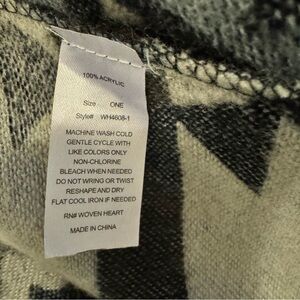 100% ACRYLIC
Size ONE
Style# WH4608-1
MACHINE WASH COLD
GENTLE CYCLE WITH
LIKE COLORS ONLY
NON-CHLORINE
BLEACH WHEN NEEDED
DO NOT WRING OR TWIST
RESHAPE AND DRY
FLAT COOL IRON IF NEEDED
RN# WOVEN HEART
MADE IN CHINA